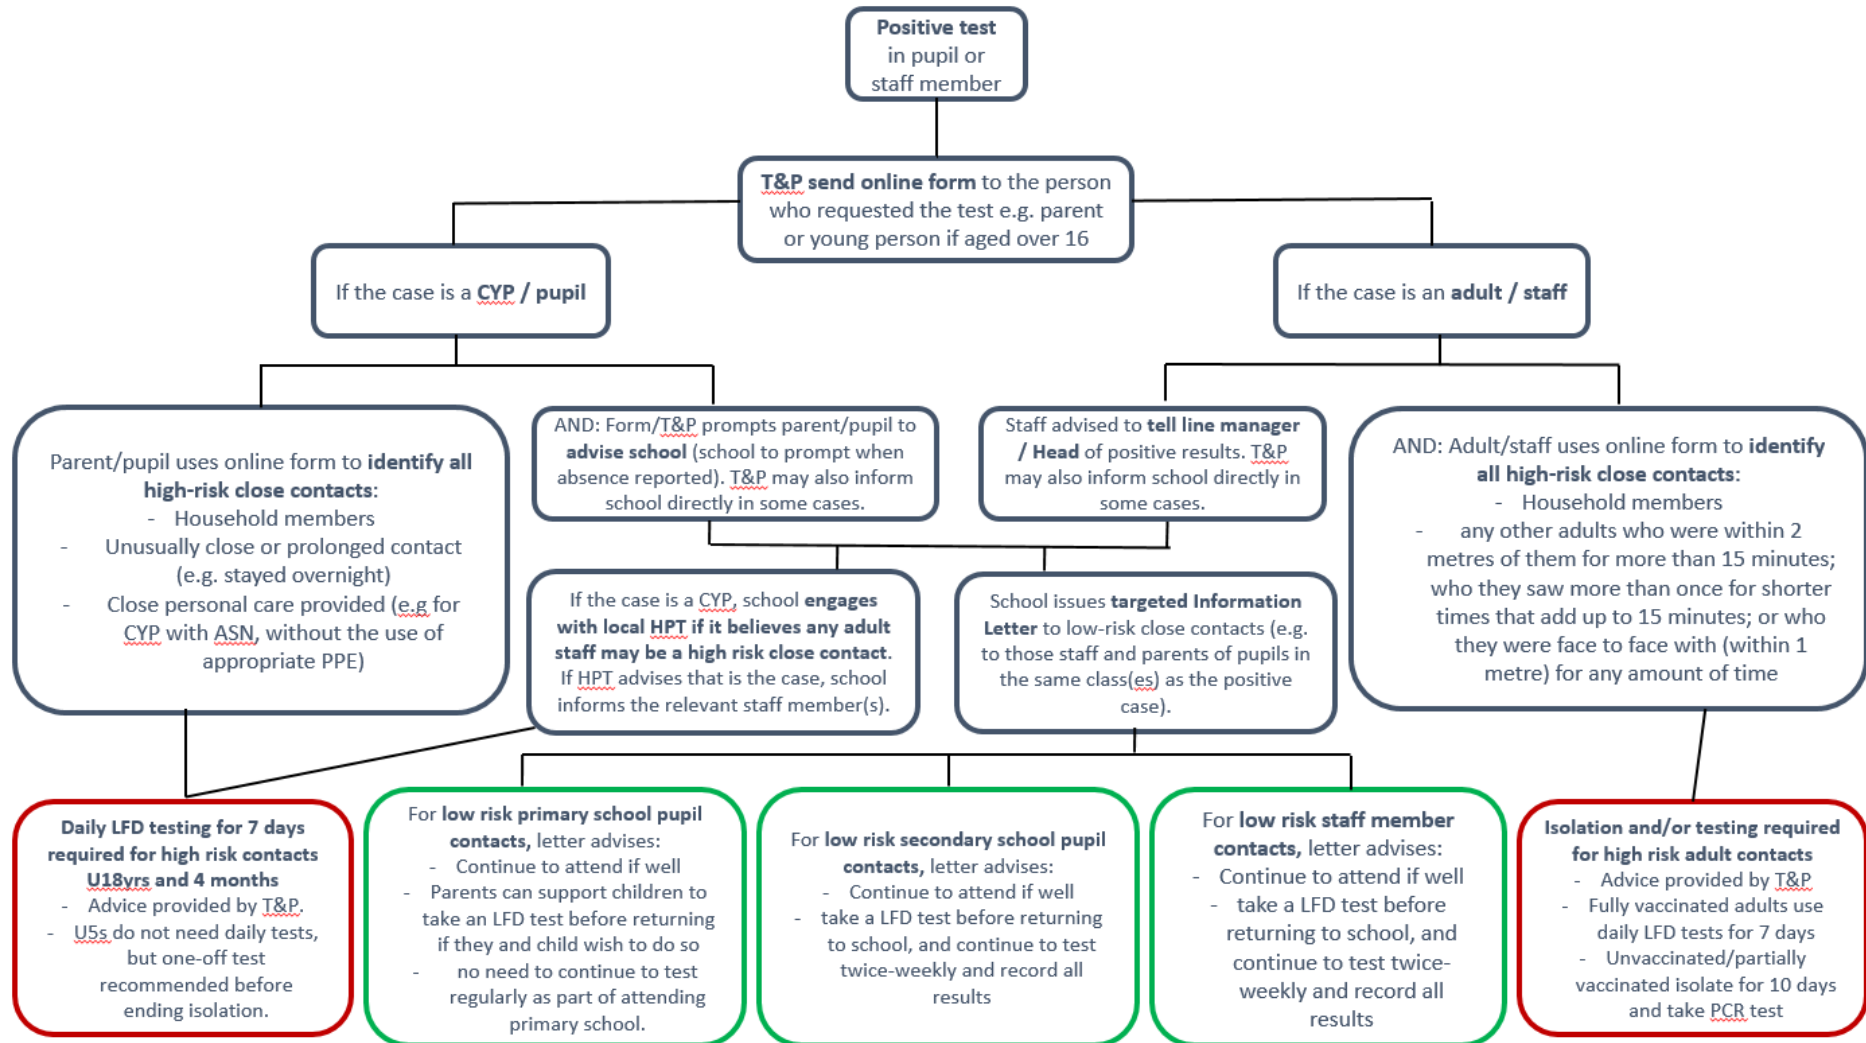 Positive test
in pupil or
staff member
T&P send online form to the person
who requested the test e.g. parent
or young person if aged over 16
If the case is a CYP / pupil
If the case is an adult / staff
Parent/pupil uses online form to identify all
high-risk close contacts:
- Household members
- Unusually close or prolonged contact
(e.g. stayed overnight)
- Close personal care provided (e.g for
CYP with ASN, without the use of
appropriate PPE)
AND: Form/T&P prompts parent/pupil to
advise school (school to prompt when
absence reported). T&P may also inform
school directly in some cases.
Staff advised to tell line manager
/ Head of positive results. T&P
may also inform school directly in
some cases.
AND: Adult/staff uses online form to identify
all high-risk close contacts:
- Household members
- any other adults who were within 2
metres of them for more than 15 minutes;
who they saw more than once for shorter
times that add up to 15 minutes; or who
they were face to face with (within 1
metre) for any amount of time
If the case is a CYP, school engages
with local HPT if it believes any adult
staff may be a high risk close contact.
If HPT advises that is the case, school
informs the relevant staff member(s).
School issues targeted Information
Letter to low-risk close contacts (e.g.
to those staff and parents of pupils in
the same class(es) as the positive
case).
Daily LFD testing for 7 days
required for high risk contacts
U18yrs and 4 months
- Advice provided by T&P.
- U5s do not need daily tests,
but one-off test
recommended before
ending isolation.
For low risk primary school pupil
contacts, letter advises:
- Continue to attend if well
- Parents can support children to
take an LFD test before returning
if they and child wish to do so
- no need to continue to test
regularly as part of attending
primary school.
For low risk secondary school pupil
contacts, letter advises:
- Continue to attend if well
- take a LFD test before returning
to school, and continue to test
twice-weekly and record all
results
For low risk staff member
contacts, letter advises:
- Continue to attend if well
- take a LFD test before
returning to school, and
continue to test twice-
weekly and record all
results
Isolation and/or testing required
for high risk adult contacts
- Advice provided by T&P
- Fully vaccinated adults use
daily LFD tests for 7 days
- Unvaccinated/partially
vaccinated isolate for 10 days
and take PCR test